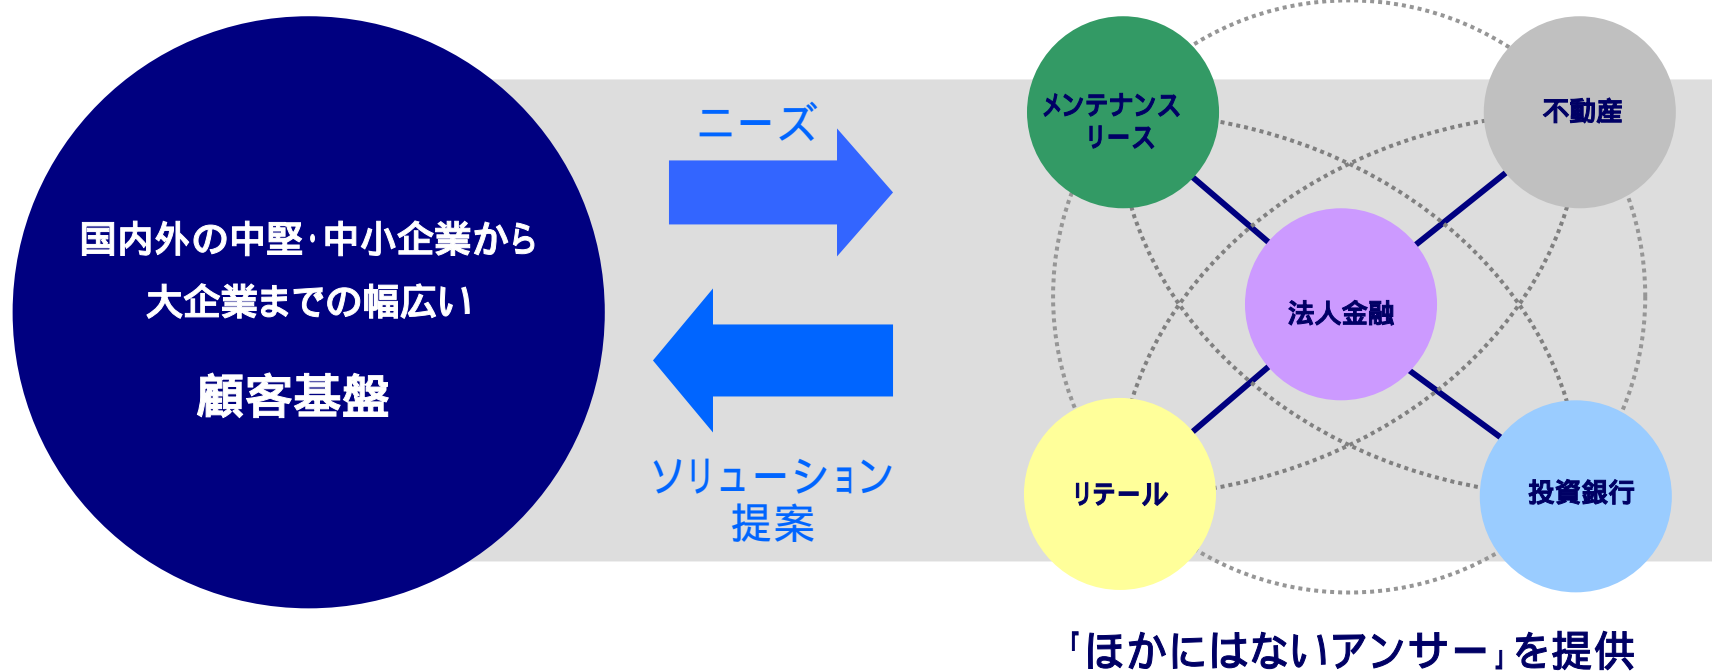 国内外の中堅・中小企業から
大企業までの幅広い
顧客基盤
ニーズ
ソリューション
提案
メンテナンス
リース
不動産
法人金融
リテール
投資銀行
「ほかにはないアンサー」を提供